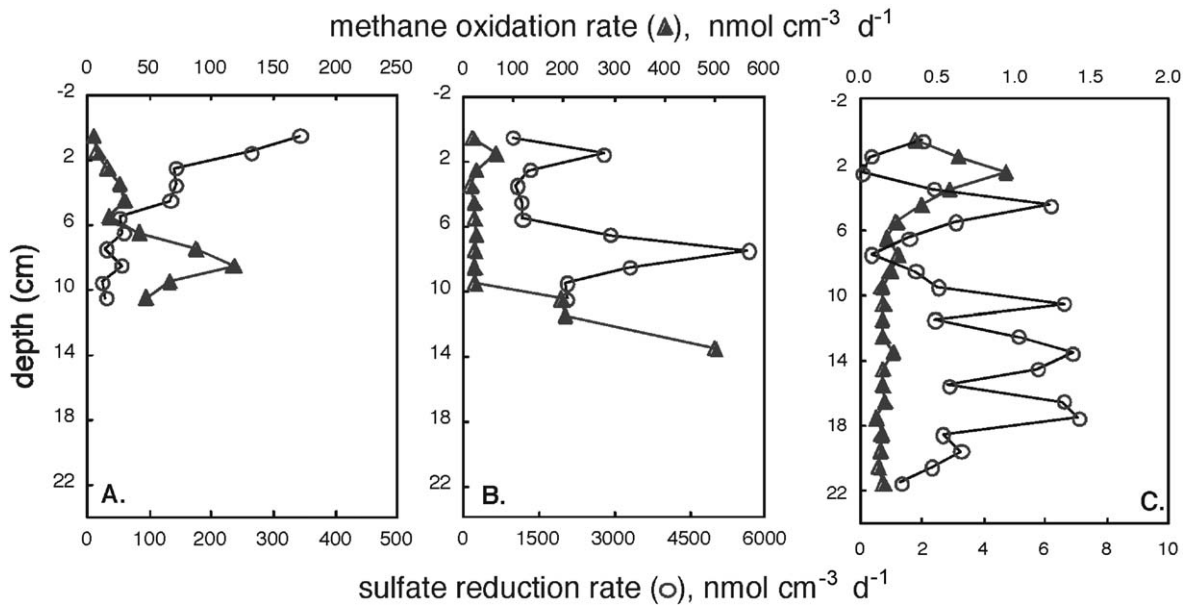 methane oxidation rate (▲), nmol cm⁻³ d⁻¹
0 50 100 150 200 250
0 100 200 300 400 500 600
0.0 0.5 1.0 1.5 2.0
-2
2
6
10
14
18
22
-2
2
6
10
14
18
22
-2
2
6
10
14
18
22
depth (cm)
A.
B.
C.
0 100 200 300 400 500
0 1500 3000 4500 6000
0 2 4 6 8 10
sulfate reduction rate (o), nmol cm⁻³ d⁻¹